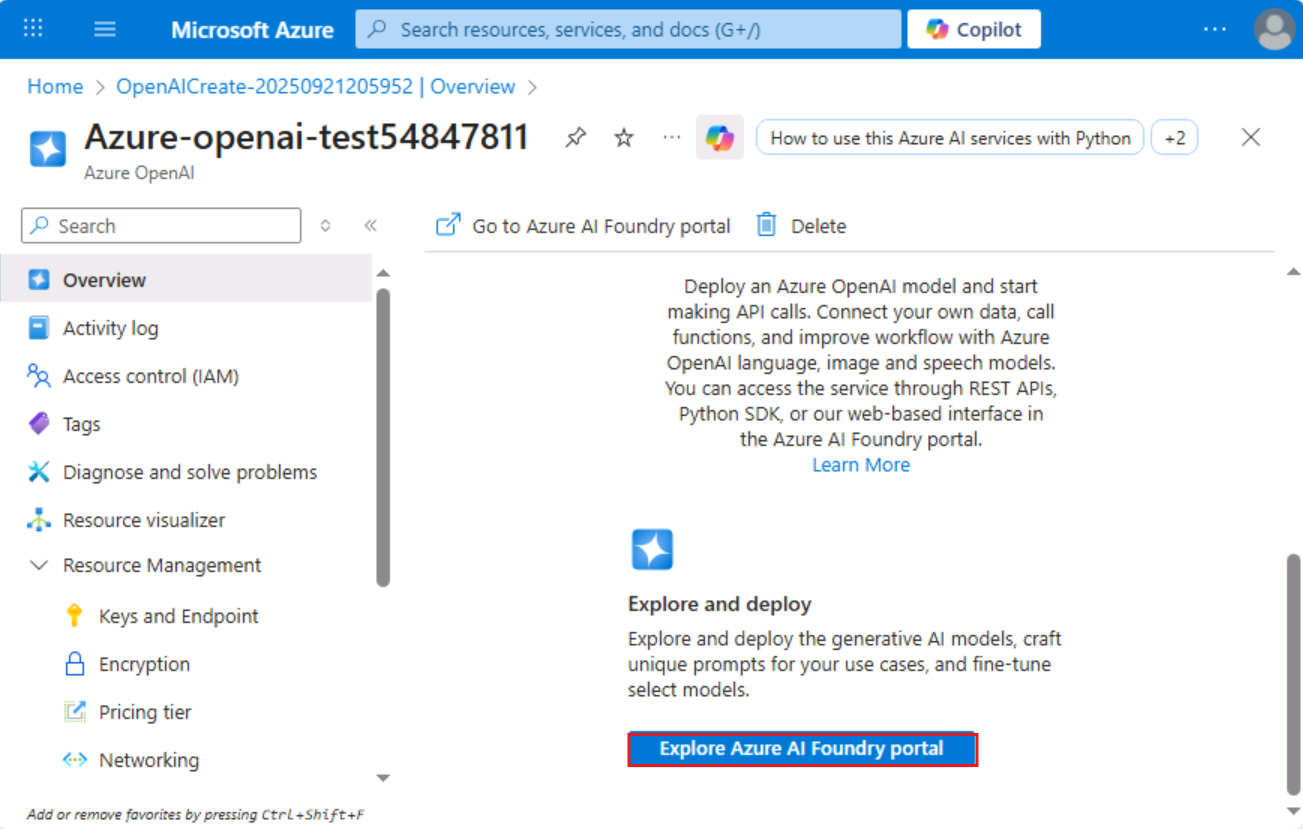 Microsoft Azure
Search resources, services, and docs (G+/)
Copilot
Home > OpenAICreate-20250921205952 | Overview >
Azure-openai-test54847811
Azure OpenAI
How to use this Azure AI services with Python
+2
Search
Go to Azure AI Foundry portal
Delete
Overview
Activity log
Access control (IAM)
Tags
Diagnose and solve problems
Resource visualizer
Resource Management
Keys and Endpoint
Encryption
Pricing tier
Networking
Add or remove favorites by pressing Ctrl+Shift+F
Deploy an Azure OpenAI model and start
making API calls. Connect your own data, call
functions, and improve workflow with Azure
OpenAI language, image and speech models.
You can access the service through REST APIs,
Python SDK, or our web-based interface in
the Azure AI Foundry portal.
Learn More
Explore and deploy
Explore and deploy the generative AI models, craft
unique prompts for your use cases, and fine-tune
select models.
Explore Azure AI Foundry portal